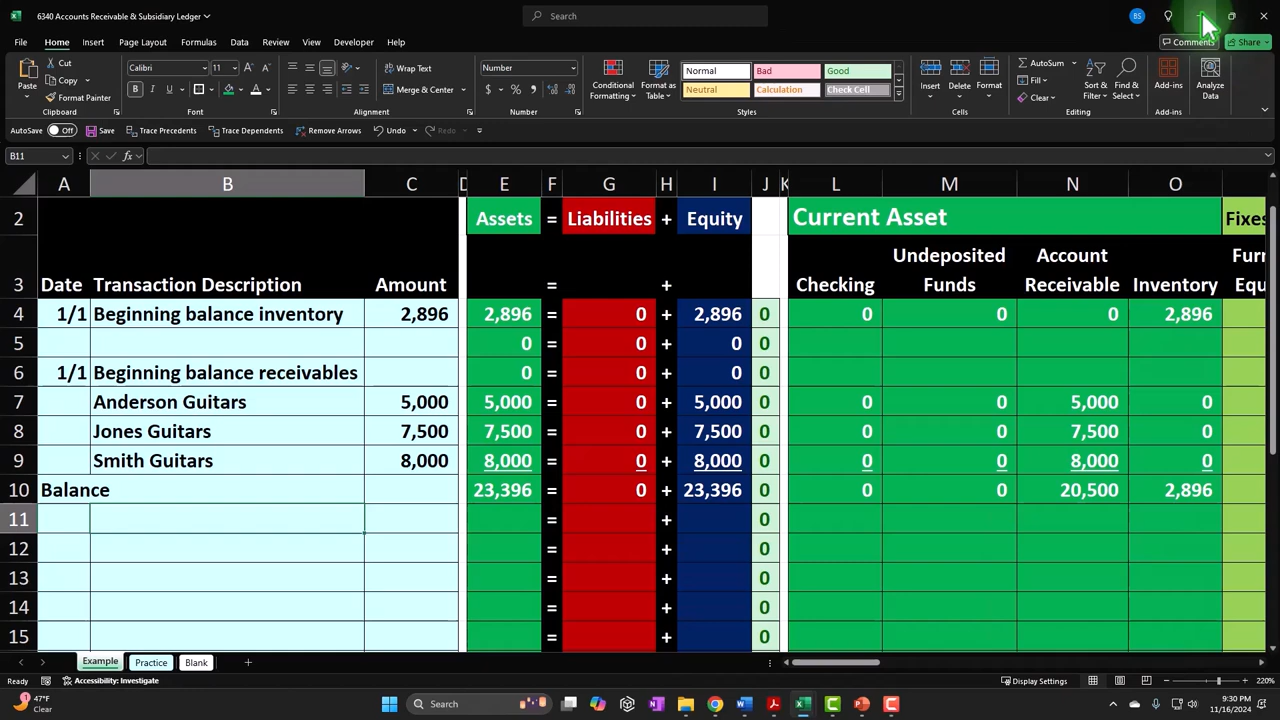 6340 Accounts Receivable & Subsidiary Ledger
Search
BS
File Home Insert Page Layout Formulas Data Review View Developer Help
Comments Share
Paste
Cut
Copy
Format Painter
Clipboard
Calibri 11
B I U
Font
Wrap Text
Merge & Center
Alignment
Number
$ % 9
Number
Conditional Formatting
Format as Table
Normal Bad Good
Neutral Calculation Check Cell
Styles
Insert Delete Format
Cells
AutoSum
Fill
Clear
Sort & Filter
Find & Select
Editing
Add-ins
Add-ins
Analyze Data
AutoSave Off Save Trace Precedents Trace Dependents Remove Arrows Undo Redo
B11 fx
A B C D E F G H I J K L M N O
2 Assets = Liabilities + Equity Current Asset Fixes
3 Date Transaction Description Amount = + Checking Undeposited Funds Account Receivable Inventory Furn Equ
4 1/1 Beginning balance inventory 2,896 2,896 = 0 + 2,896 0 0 0 0 2,896
5 0 = 0 + 0 0
6 1/1 Beginning balance receivables 0 = 0 + 0 0
7 Anderson Guitars 5,000 5,000 = 0 + 5,000 0 0 0 5,000 0
8 Jones Guitars 7,500 7,500 = 0 + 7,500 0 0 0 7,500 0
9 Smith Guitars 8,000 8,000 = 0 + 8,000 0 0 0 8,000 0
10 Balance 23,396 = 0 + 23,396 0 0 0 20,500 2,896
11 = + 0
12 = + 0
13 = + 0
14 = + 0
15 = + 0
Example Practice Blank +
Ready Accessibility: Investigate Display Settings 220%
47°F
Clear
Search
9:30 PM
11/16/2024